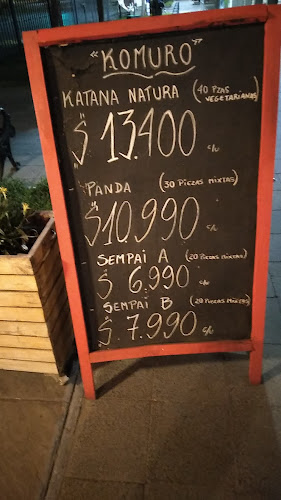 "KOMURO"
KATANA NATURA (40 PZAS VEGETARIANAS)
$13.400 c/u
- PANDA (30 PIEZAS MIXTAS)
$10.990 c/u
- SEMPAI A (20 PIEZAS MIXTAS)
$ 6.990 c/u
- SEMPAI B (20 PIEZAS MIXTAS)
$ 7.990 c/u